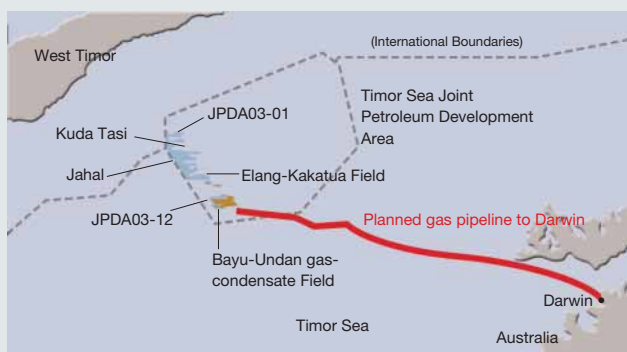 (International Boundaries)
West Timor
Timor Sea Joint
Petroleum Development
Area
JPDA03-01
Kuda Tasi
Jahal
Elang-Kakatua Field
JPDA03-12
Planned gas pipeline to Darwin
Bayu-Undan gas-
condensate Field
Darwin
Timor Sea
Australia